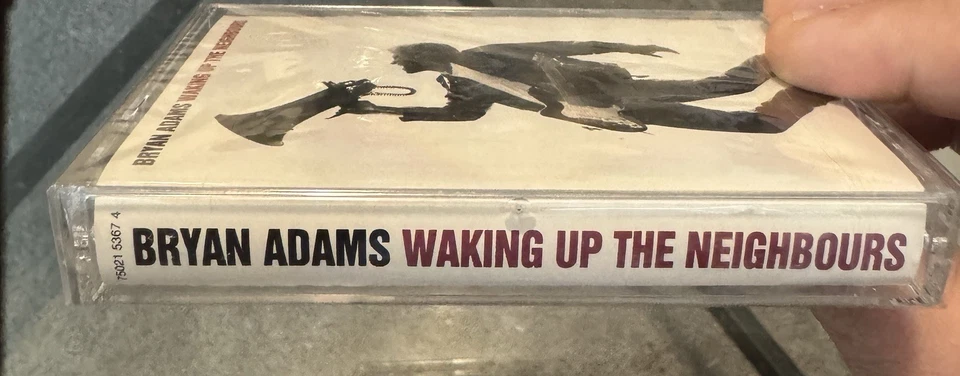 BRYAN ADAMS WAKING UP THE NEIGHBOURS
75021 5367 4
BRYAN ADAMS WAKING UP THE NEIGHBOURS